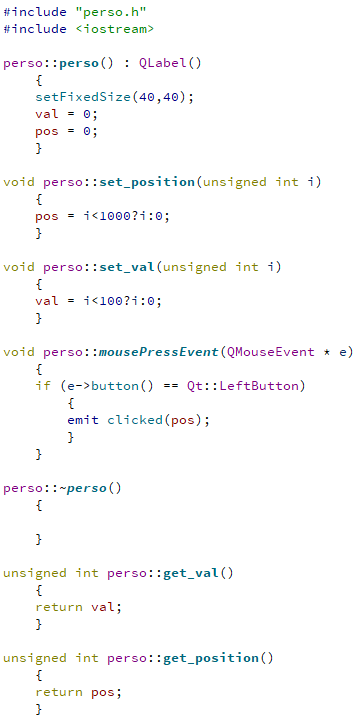 #include "perso.h"
#include <iostream>
perso::perso() : QLabel()
{
setFixedSize(40,40);
val = 0;
pos = 0;
}
void perso::set_position(unsigned int i)
{
pos = i<1000?i:0;
}
void perso::set_val(unsigned int i)
{
val = i<100?i:0;
}
void perso::mousePressEvent(QMouseEvent * e)
{
if (e->button() == Qt::LeftButton)
{
emit clicked(pos);
}
}
perso::~perso()
{
}
unsigned int perso::get_val()
{
return val;
}
unsigned int perso::get_position()
{
return pos;
}